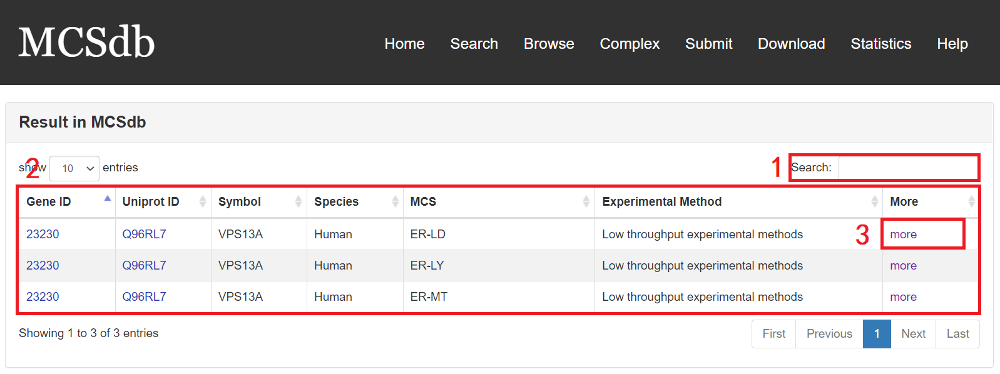 MCSdb
Home Search Browse Complex Submit Download Statistics Help
Result in MCSdb
show 10 entries
2
1
Search:
Gene ID Uniprot ID Symbol Species MCS Experimental Method More
23230 Q96RL7 VPS13A Human ER-LD Low throughput experimental methods 3 more
23230 Q96RL7 VPS13A Human ER-LY Low throughput experimental methods more
23230 Q96RL7 VPS13A Human ER-MT Low throughput experimental methods more
Showing 1 to 3 of 3 entries
First Previous 1 Next Last